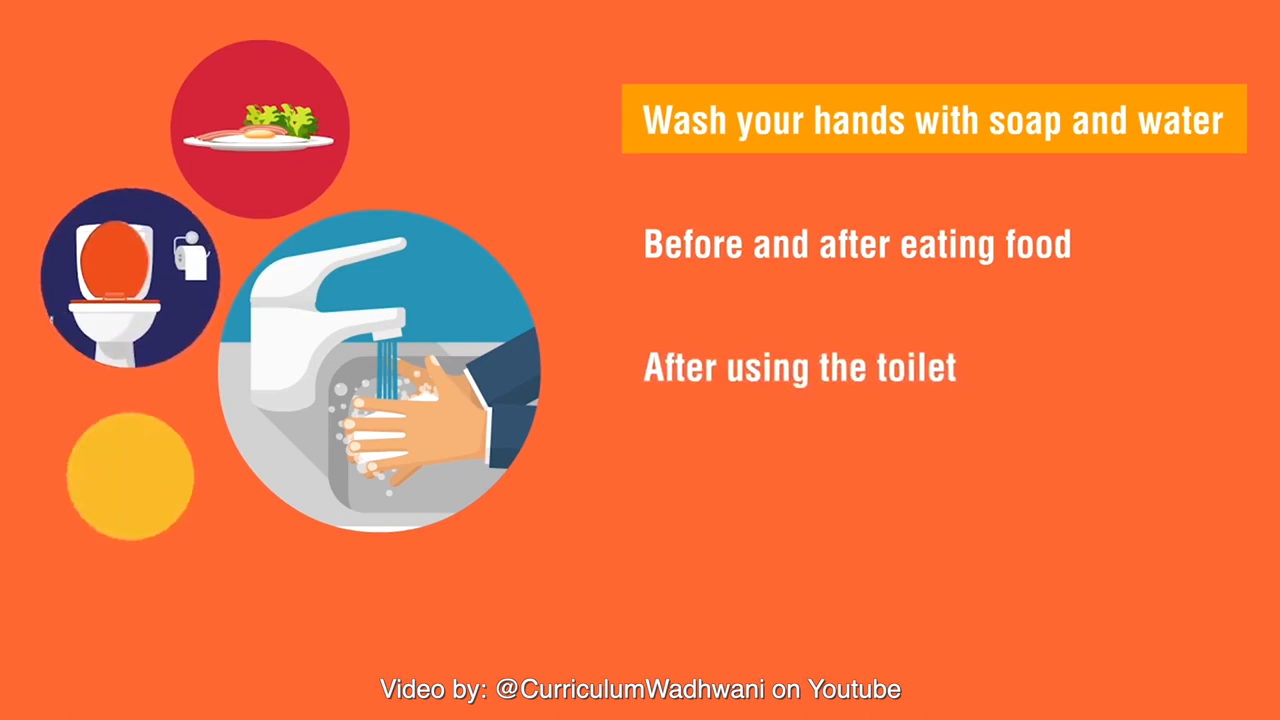 Wash your hands with soap and water
Before and after eating food
After using the toilet
Video by: @CurriculumWadhwani on Youtube